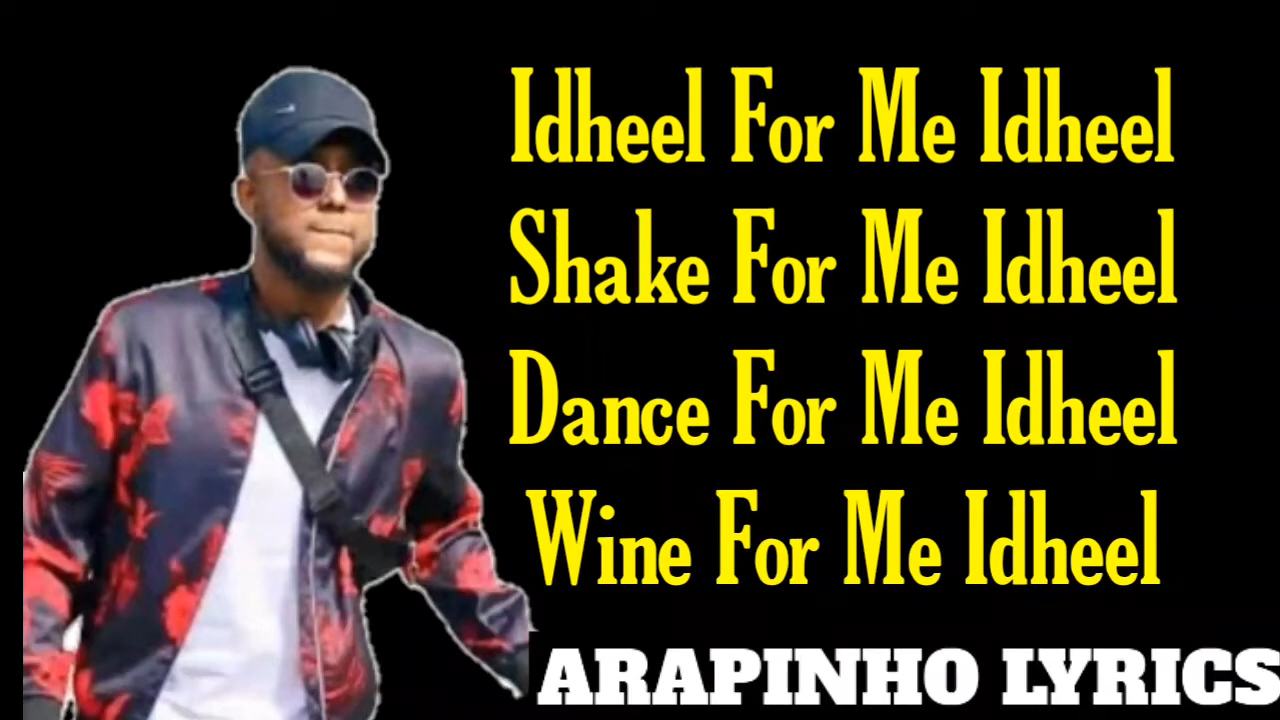 Idheel For Me Idheel
Shake For Me Idheel
Dance For Me Idheel
Wine For Me Idheel
ARAPINHO LYRICS